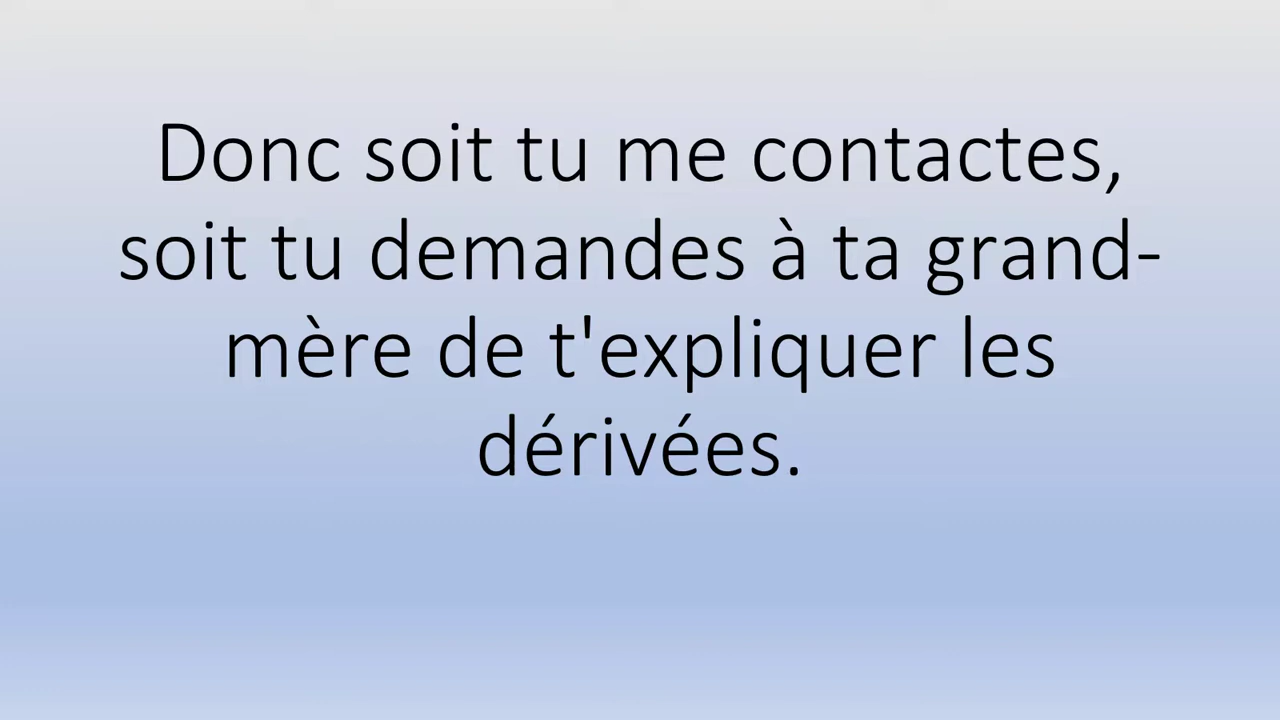 Donc soit tu me contactes,
soit tu demandes à ta grand-
mère de t'expliquer les
dérivées.